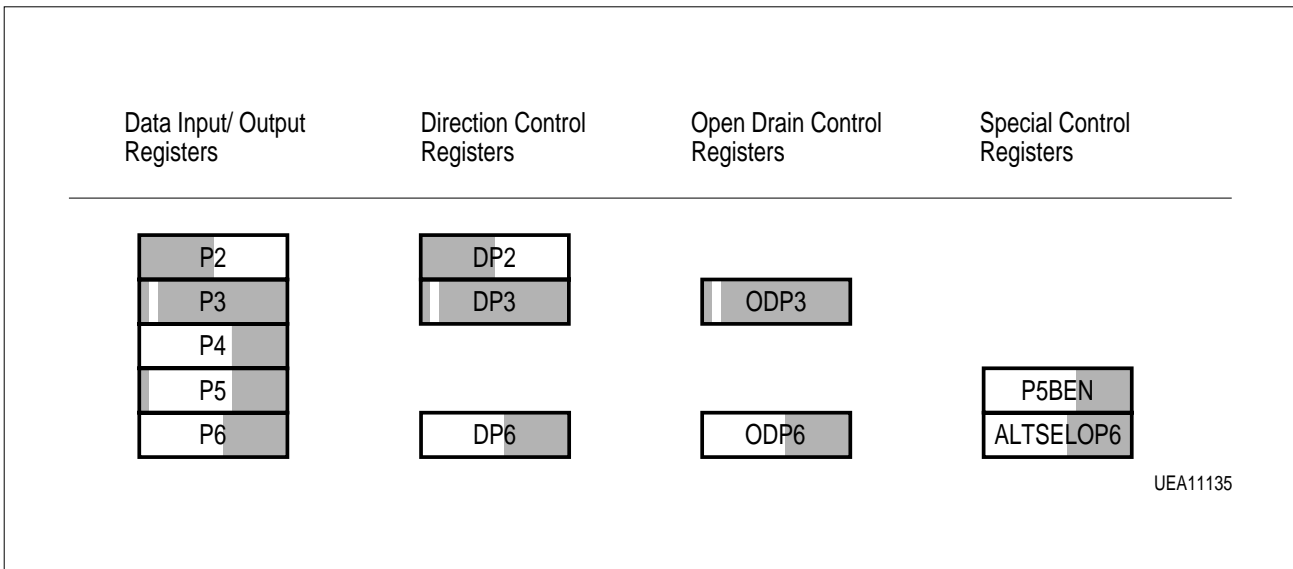 Data Input/ Output
Registers
Direction Control
Registers
Open Drain Control
Registers
Special Control
Registers
P2
DP2
P3
DP3
ODP3
P4
P5
P5BEN
P6
DP6
ODP6
ALTSELOP6
UEA11135